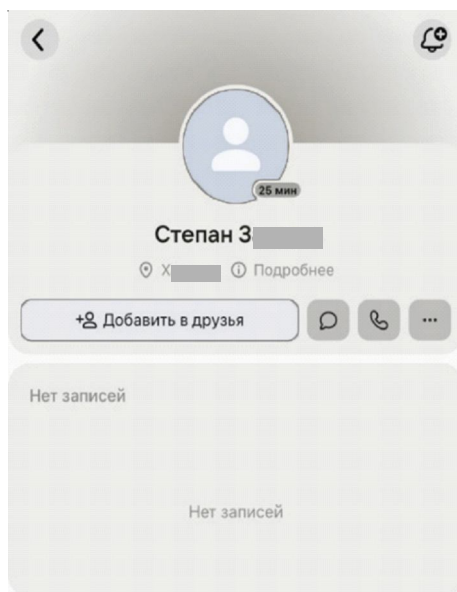 25 мин
Степан З
Х Подробнее
Добавить в друзья
Нет записей
Нет записей